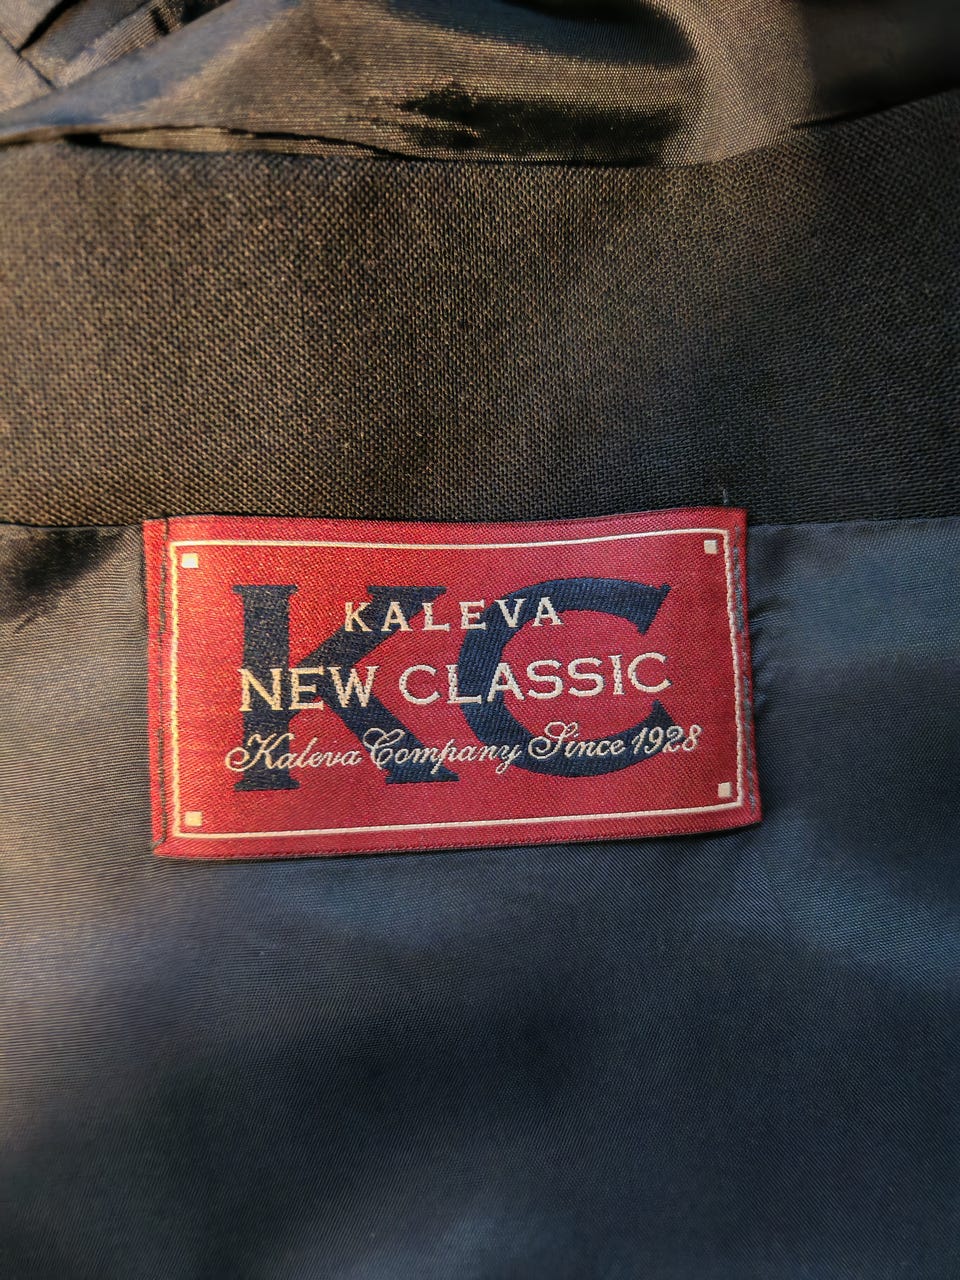 KC
KALEVA
NEW CLASSIC
Kaleva Company Since 1928